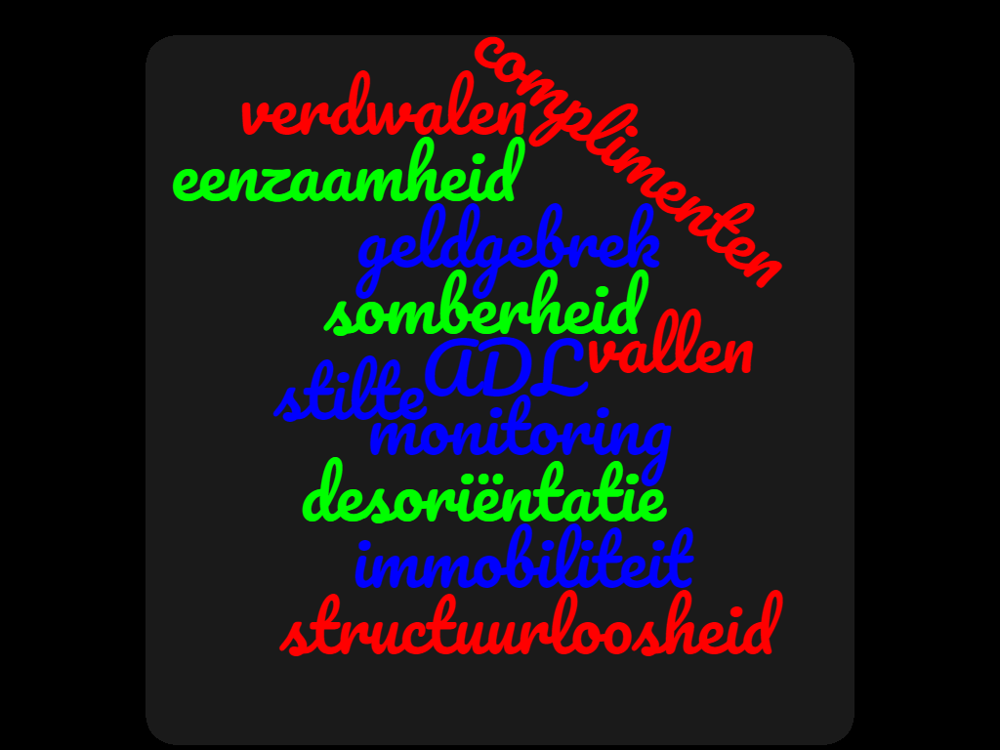 complimenten
verdwalen
eenzaamheid
geldgebrek
somberheid
vallen
ADL
stilte
monitoring
desoriëntatie
immobiliteit
structuurloosheid